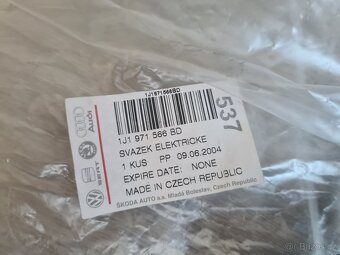 1J1971566BD
1J1 971 566 BD
SVAZEK ELEKTRICKE
1 KUS PP 09.06.2004
EXPIRE DATE: NONE
MADE IN CZECH REPUBLIC
ŠKODA AUTO a.s. Mladá Boleslav, Czech Republic
537
Audi
SEAT